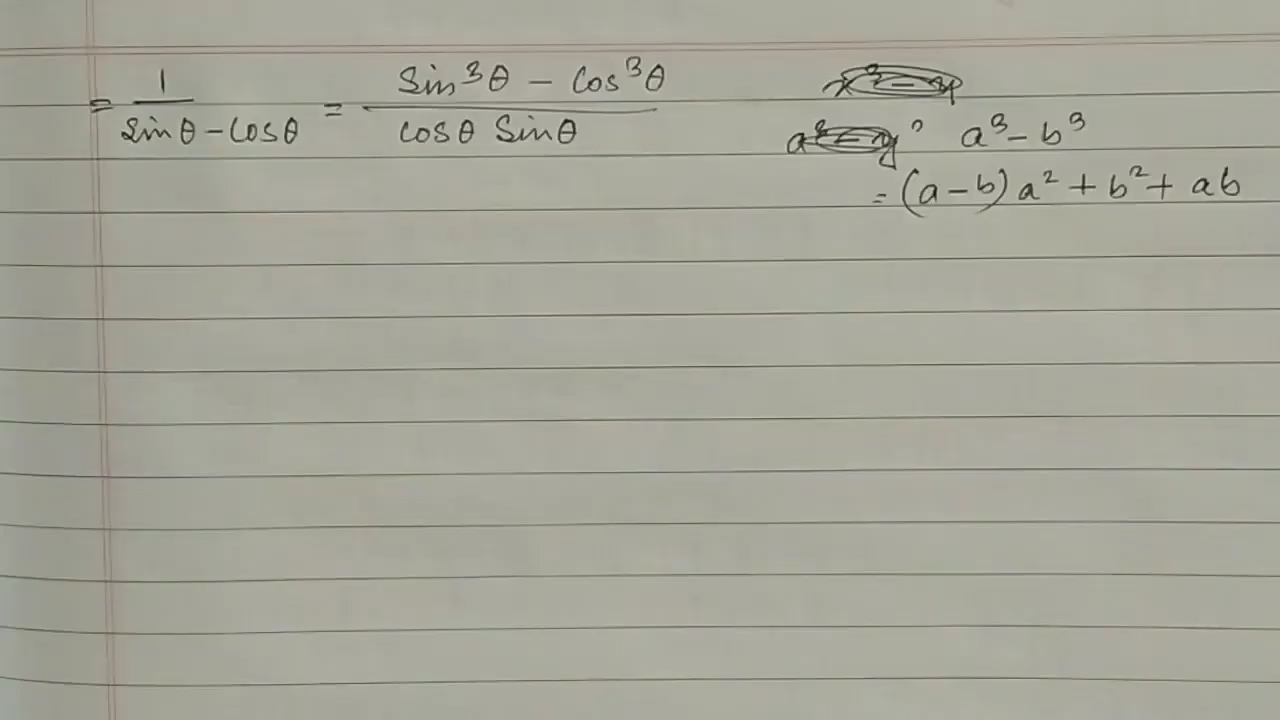 = 1 / sinθ - cosθ = sin³θ - cos³θ / cosθ sinθ
a³ - b³
= (a - b) a² + b² + ab